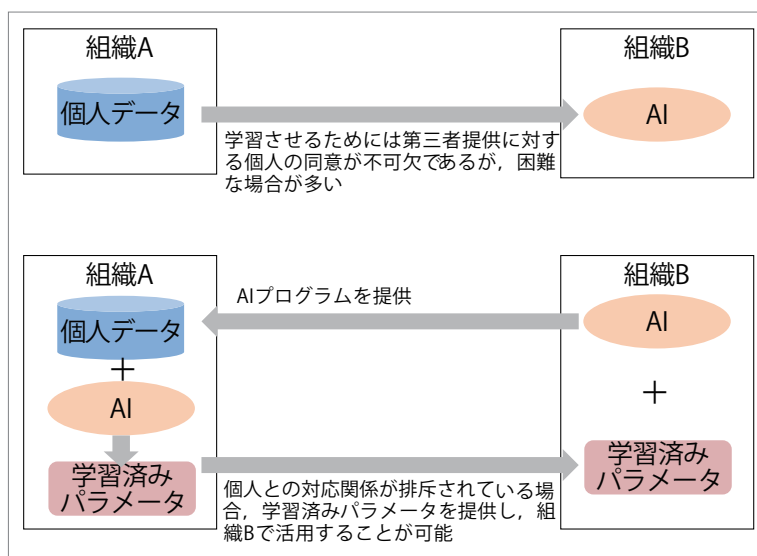 組織A
個人データ
組織B
AI
学習させるためには第三者提供に対す
る個人の同意が不可欠であるが，困難
な場合が多い
組織A
個人データ
＋
AI
学習済み
パラメータ
AIプログラムを提供
組織B
AI
＋
学習済み
パラメータ
個人との対応関係が排斥されている場
合，学習済みパラメータを提供し，組
織Bで活用することが可能